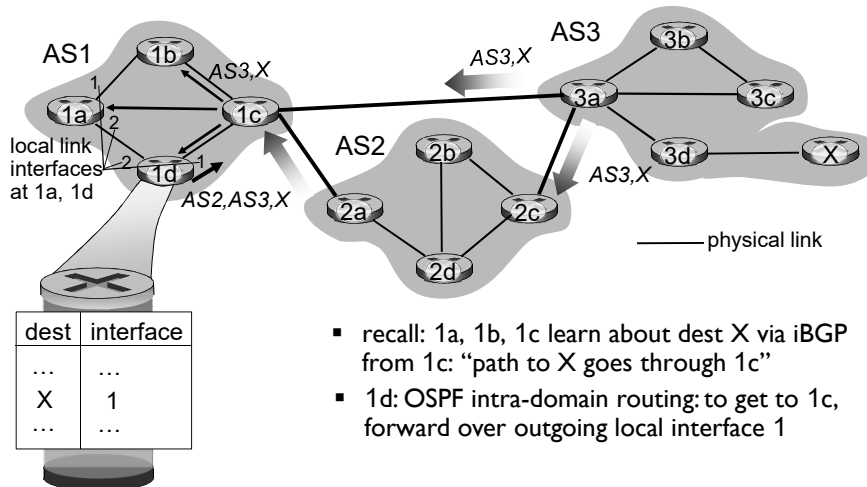 AS1
1b
AS3,X
1
1a
2
1c
local link
interfaces
at 1a, 1d
2
1
1d
AS2,AS3,X
AS2
2b
2a
2c
2d
AS3,X
AS3
3b
3a
3c
3d
X
AS3,X
physical link
dest interface
… …
X 1
… …
▪ recall: 1a, 1b, 1c learn about dest X via iBGP
from 1c: “path to X goes through 1c”
▪ 1d: OSPF intra-domain routing: to get to 1c,
forward over outgoing local interface 1